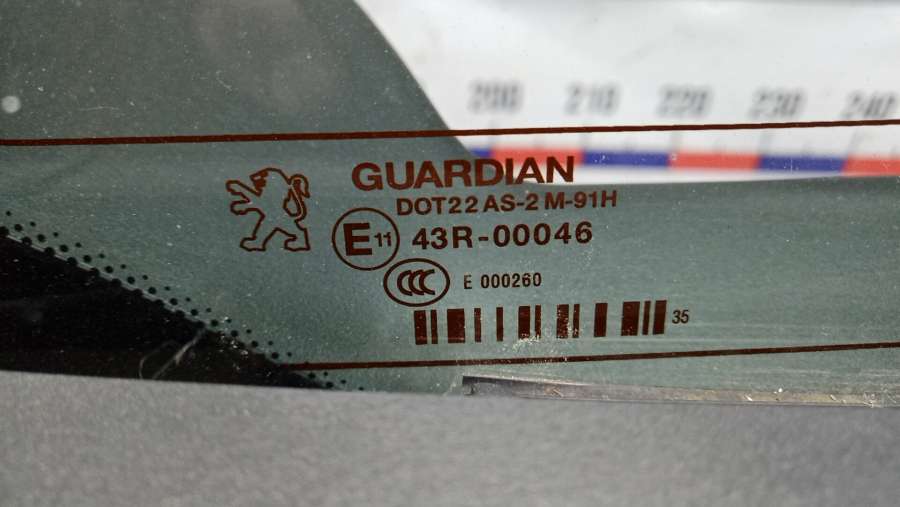 200 210 220 230 240
GUARDIAN
DOT22 AS-2 M-91H
E11 43R-00046
CCC E 000260
35